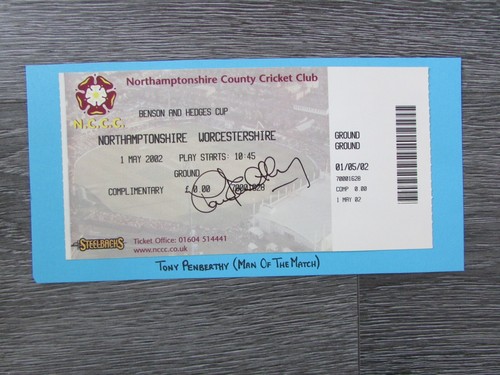 Northamptonshire County Cricket Club
N.C.C.C.
BENSON AND HEDGES CUP
NORTHAMPTONSHIRE WORCESTERSHIRE
1 MAY 2002 PLAY STARTS: 10:45
GROUND
COMPLIMENTARY £0.00 70001628
STEELBACKS
Ticket Office: 01604 514441
www.nccc.co.uk
GROUND
GROUND
01/05/02
70001628
COMP 0.00
1 MAY 02
TONY PENBERTHY (MAN OF THE MATCH)